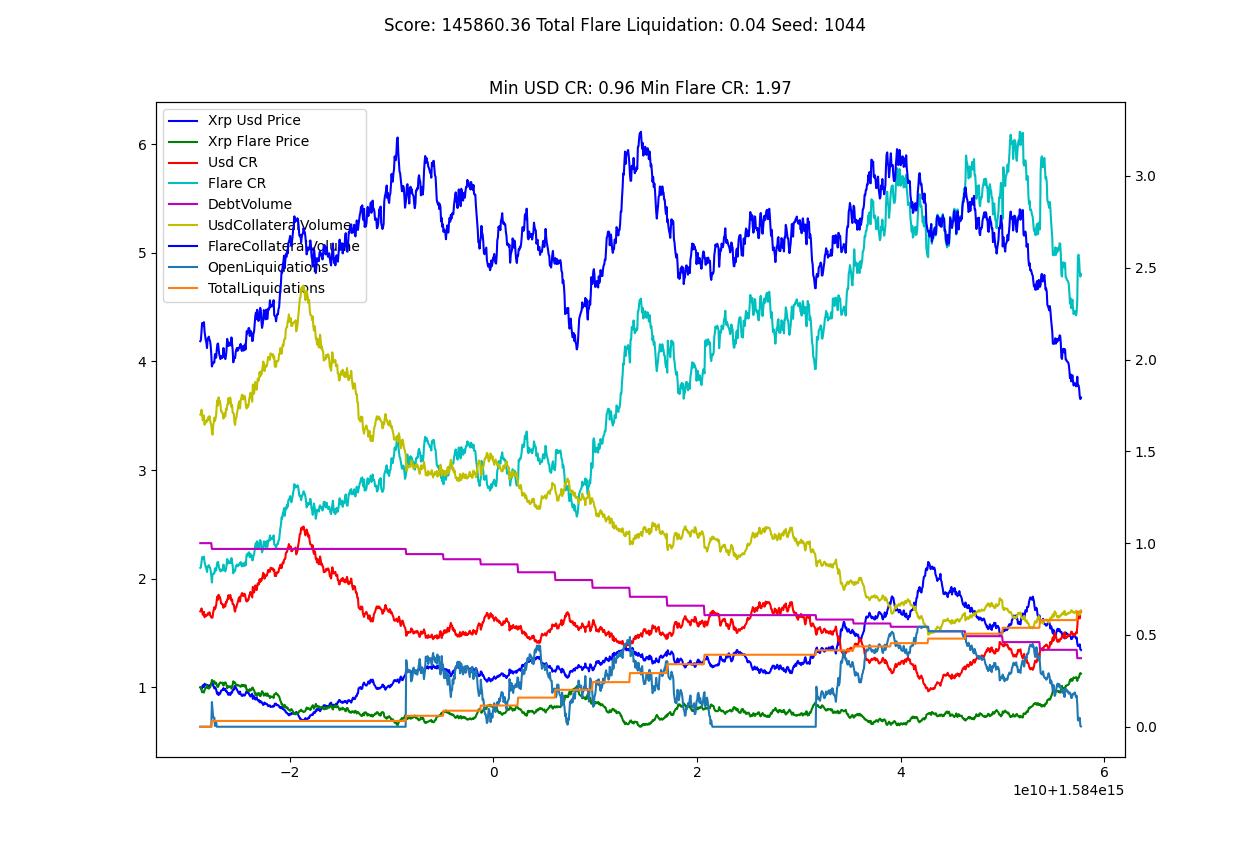 Score: 145860.36 Total Flare Liquidation: 0.04 Seed: 1044
Min USD CR: 0.96 Min Flare CR: 1.97
Xrp Usd Price
Xrp Flare Price
Usd CR
Flare CR
DebtVolume
UsdCollateralVolume
FlareCollateralVolume
OpenLiquidations
TotalLiquidations
6
5
4
3
2
1
3.0
2.5
2.0
1.5
1.0
0.5
0.0
−2
0
2
4
6
1e10+1.584e15